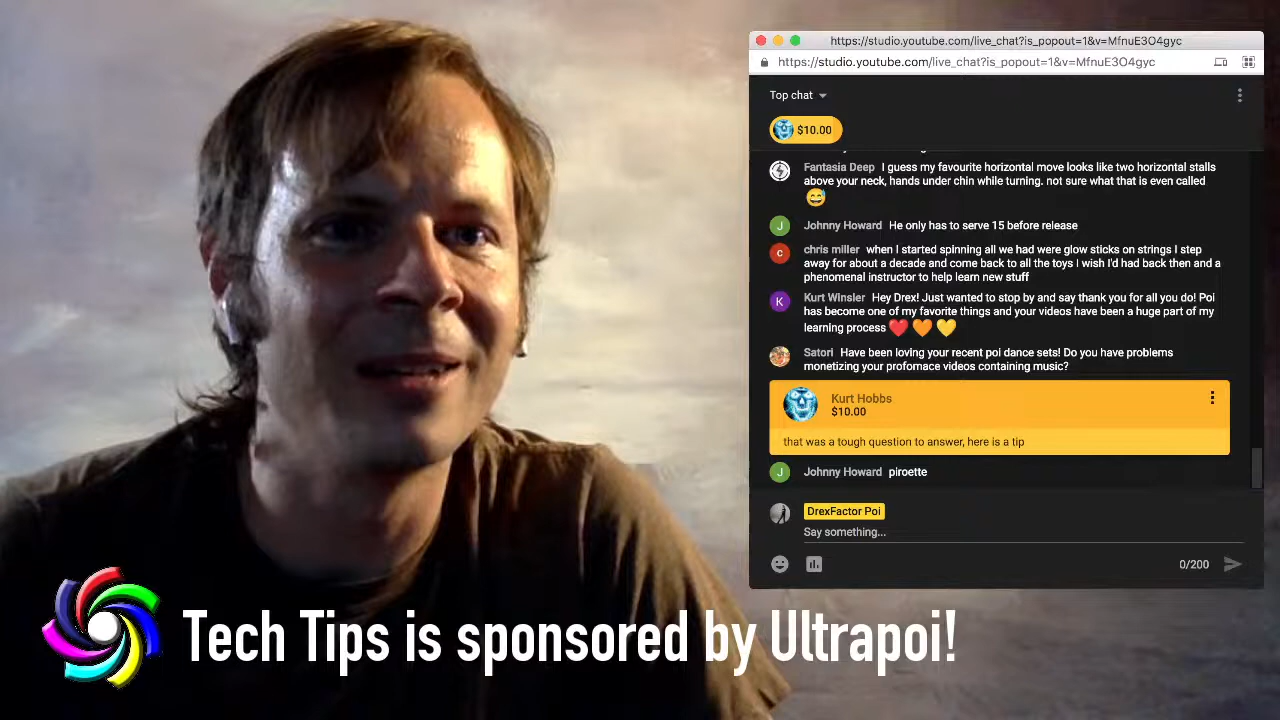 https://studio.youtube.com/live_chat?is_popout=1&v=MfnuE3O4gyc
https://studio.youtube.com/live_chat?is_popout=1&v=MfnuE3O4gyc
Top chat
$10.00
Fantasia Deep I guess my favourite horizontal move looks like two horizontal stalls
above your neck, hands under chin while turning. not sure what that is even called
😅
J Johnny Howard He only has to serve 15 before release
c chris miller when I started spinning all we had were glow sticks on strings I step
away for about a decade and come back to all the toys I wish I'd had back then and a
phenomenal instructor to help learn new stuff
K Kurt Winsler Hey Drex! Just wanted to stop by and say thank you for all you do! Poi
has become one of my favorite things and your videos have been a huge part of my
learning process ❤️ 🧡 💛
Satori Have been loving your recent poi dance sets! Do you have problems
monetizing your profomace videos containing music?
Kurt Hobbs
$10.00
that was a tough question to answer, here is a tip
J Johnny Howard piroette
DrexFactor Poi
Say something...
0/200
Tech Tips is sponsored by Ultrapoi!